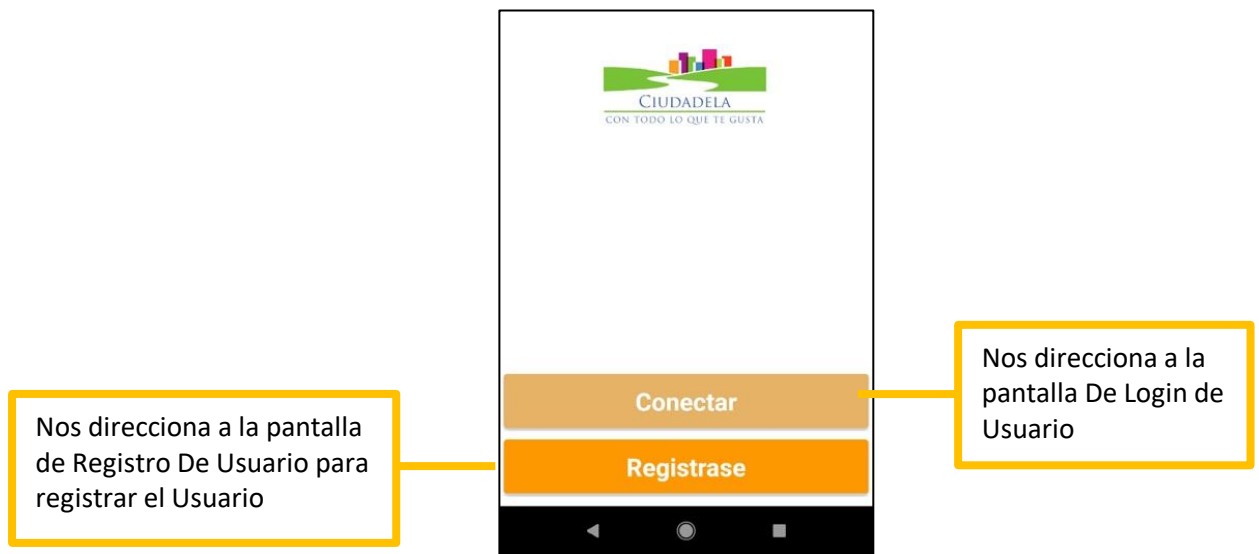 CIUDADELA
CON TODO LO QUE TE GUSTA
Conectar
Nos direcciona a la
pantalla De Login de
Usuario
Nos direcciona a la pantalla
de Registro De Usuario para
registrar el Usuario
Registrase